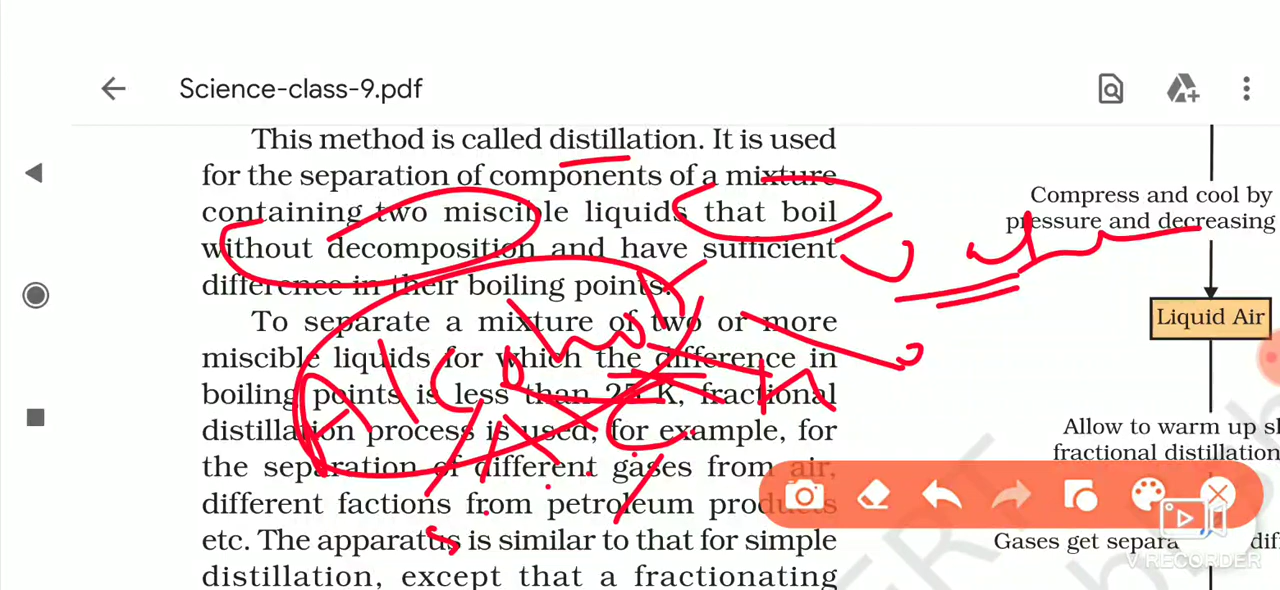 Science-class-9.pdf
This method is called distillation. It is used
for the separation of components of a mixture
containing two miscible liquids that boil
without decomposition and have sufficient
difference in their boiling points.
To separate a mixture of two or more
miscible liquids for which the difference in
boiling points is less than 25 K, fractional
distillation process is used, for example, for
the separation of different gases from air,
different factions from petroleum products
etc. The apparatus is similar to that for simple
distillation, except that a fractionating
Alcohol
Compress and cool by
pressure and decreasing
Liquid Air
Allow to warm up sl
fractional distillation
Gases get separa
diff
V RECORDER
NCERT